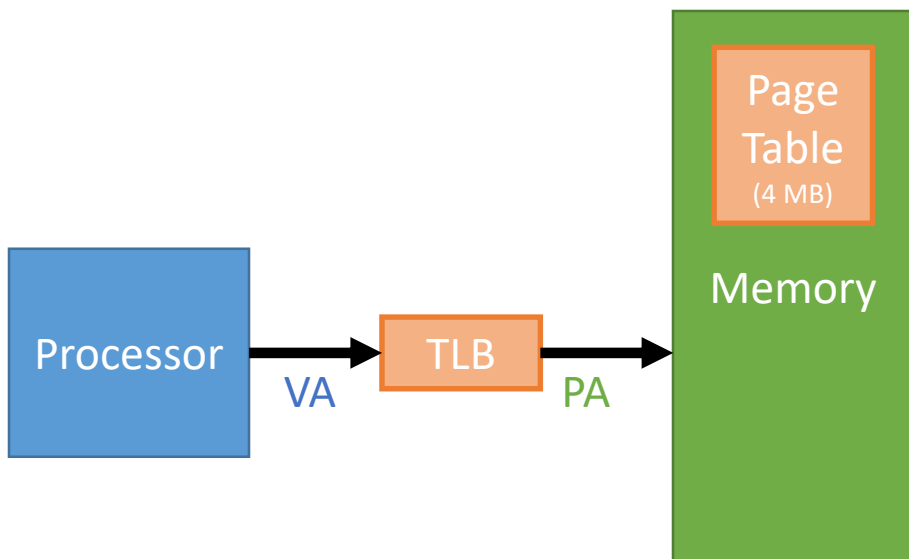 Processor
VA
TLB
PA
Page
Table
(4 MB)
Memory